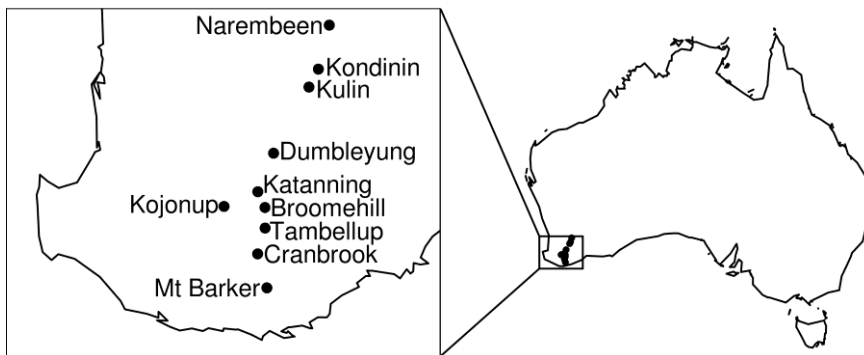 Narembeen
Kondinin
Kulin
Dumbleyung
Katanning
Kojonup
Broomehill
Tambellup
Cranbrook
Mt Barker